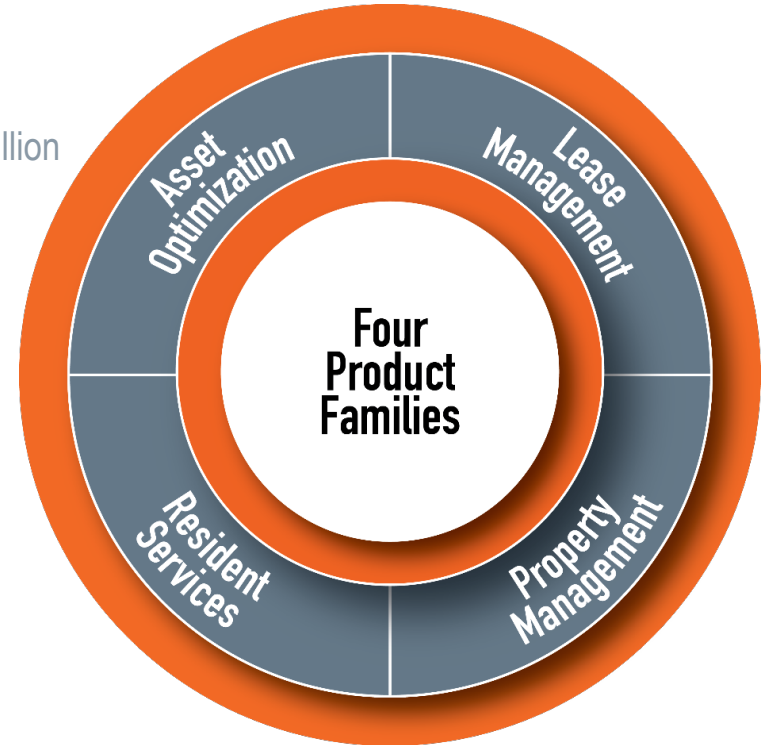 llion
Asset
Optimization
Lease
Management
Four
Product
Families
Resident
Services
Property
Management